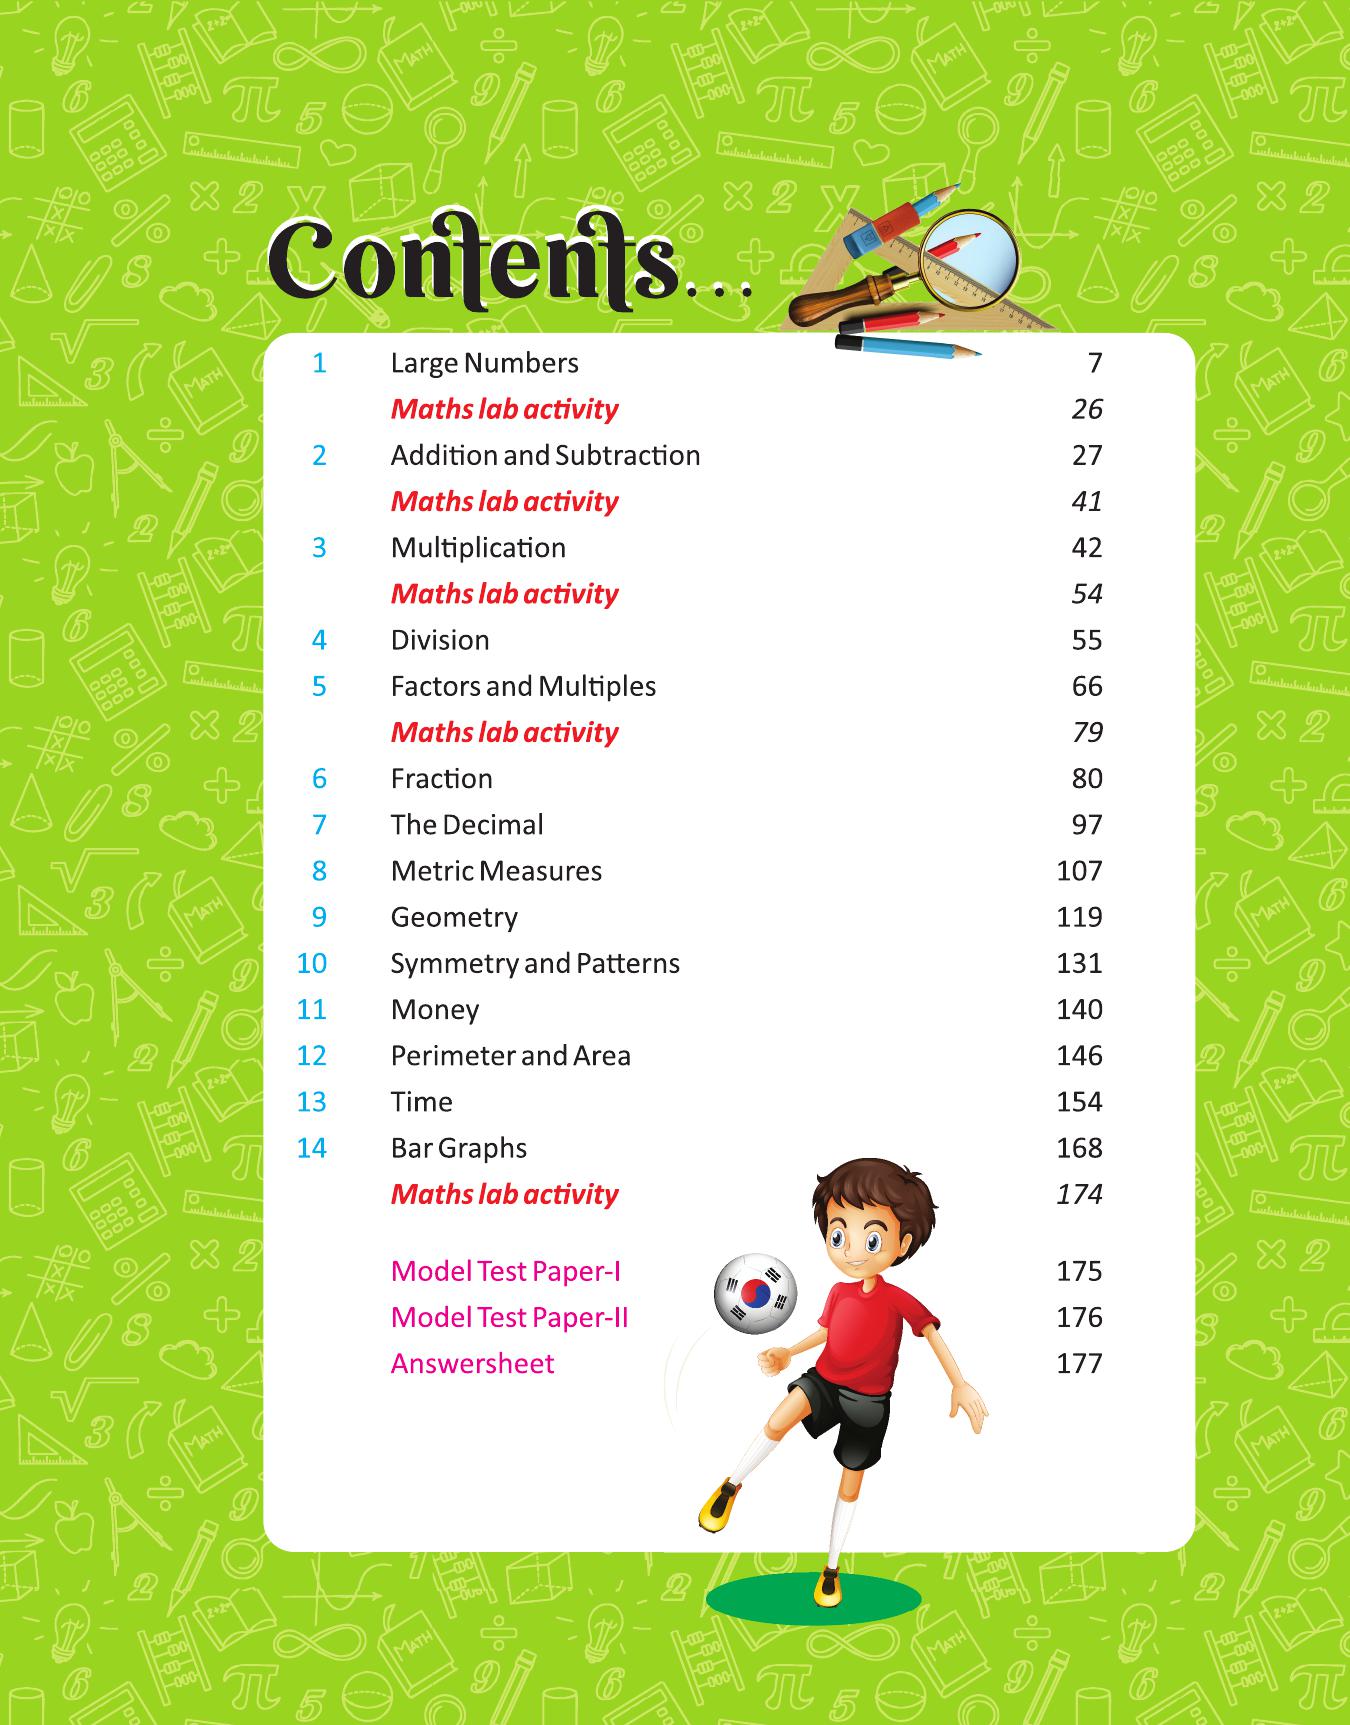 Contents...
1 Large Numbers 7
Maths lab activity 26
2 Addition and Subtraction 27
Maths lab activity 41
3 Multiplication 42
Maths lab activity 54
4 Division 55
5 Factors and Multiples 66
Maths lab activity 79
6 Fraction 80
7 The Decimal 97
8 Metric Measures 107
9 Geometry 119
10 Symmetry and Patterns 131
11 Money 140
12 Perimeter and Area 146
13 Time 154
14 Bar Graphs 168
Maths lab activity 174
Model Test Paper-I 175
Model Test Paper-II 176
Answersheet 177